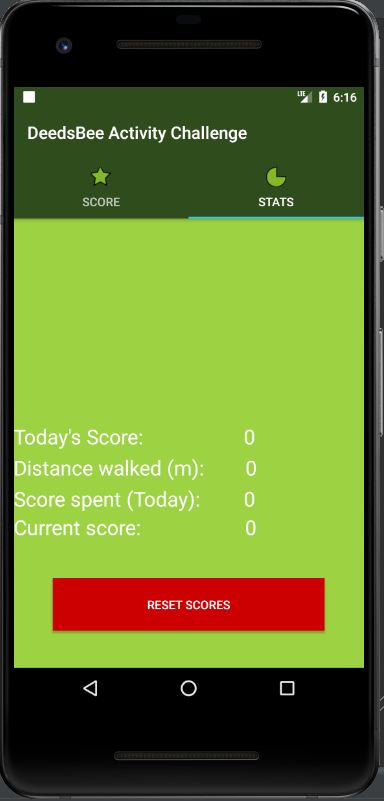 LTE 6:16
DeedsBee Activity Challenge
SCORE STATS
Today's Score: 0
Distance walked (m): 0
Score spent (Today): 0
Current score: 0
RESET SCORES